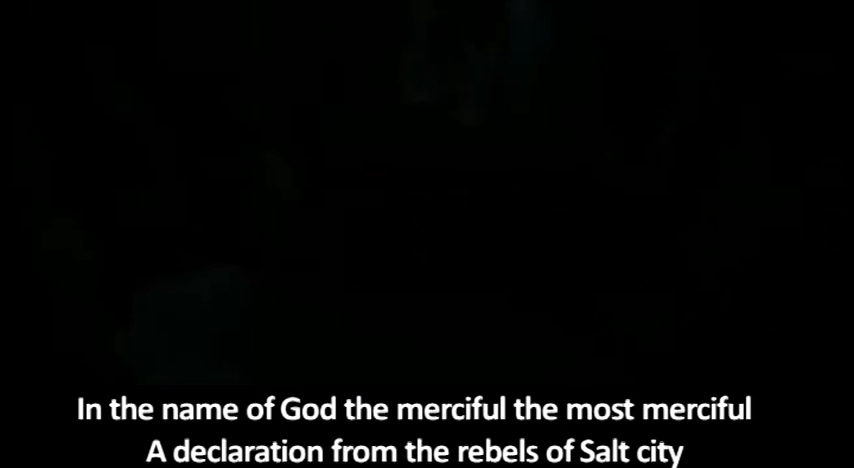 In the name of God the merciful the most merciful
A declaration from the rebels of Salt city